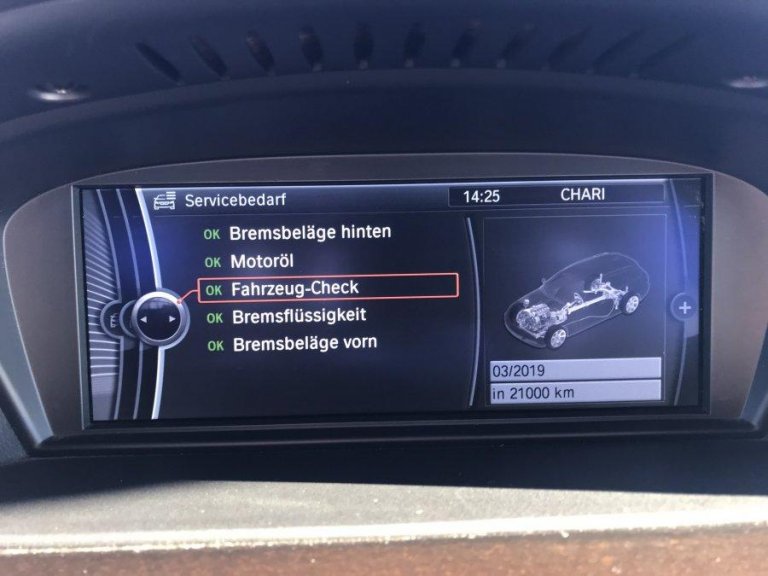 Servicebedarf 14:25 CHARI
OK Bremsbeläge hinten
OK Motoröl
OK Fahrzeug-Check
OK Bremsflüssigkeit
OK Bremsbeläge vorn
03/2019
in 21000 km